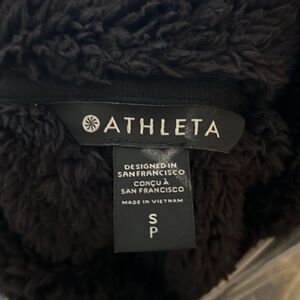 ATHLETA
DESIGNED IN
SAN FRANCISCO
CONÇU À
SAN FRANCISCO
MADE IN VIETNAM
S
P